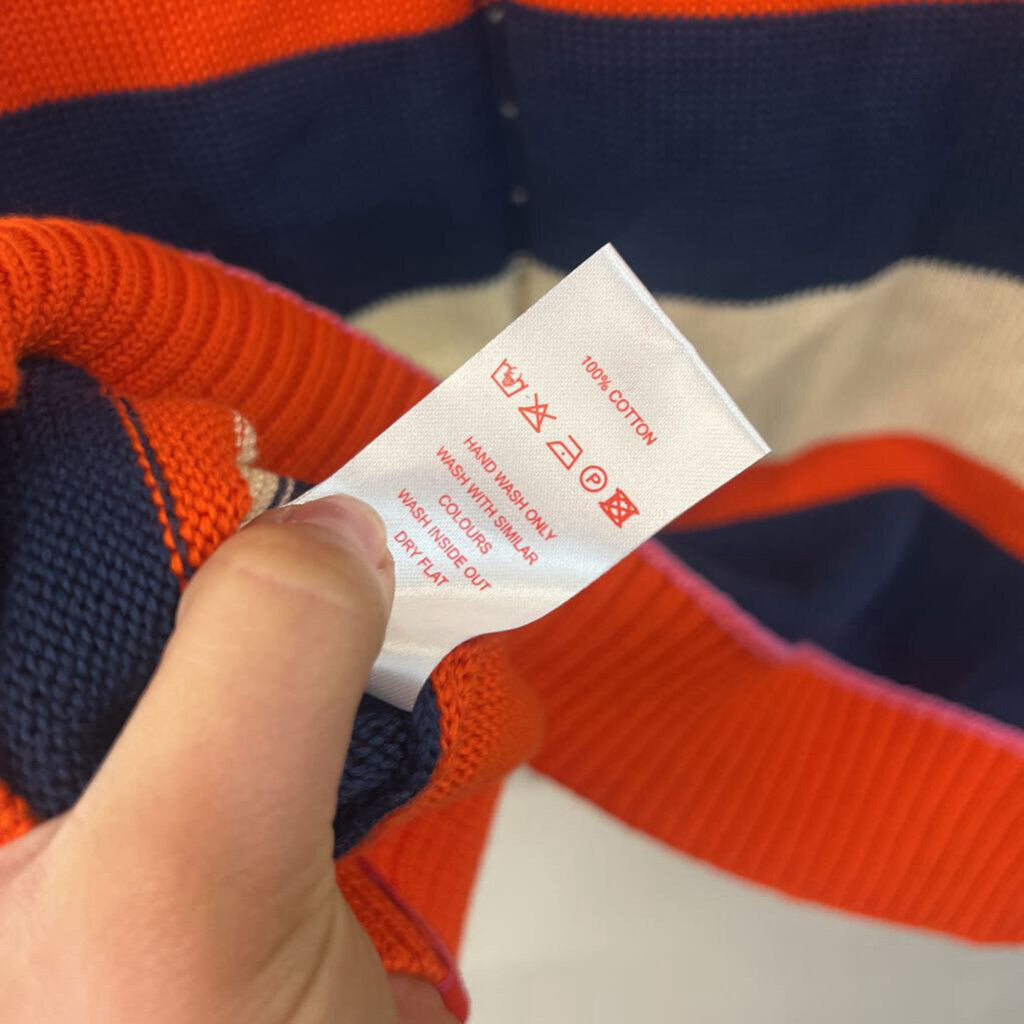 100% COTTON
P
HAND WASH ONLY
WASH WITH SIMILAR
COLOURS
WASH INSIDE OUT
DRY FLAT